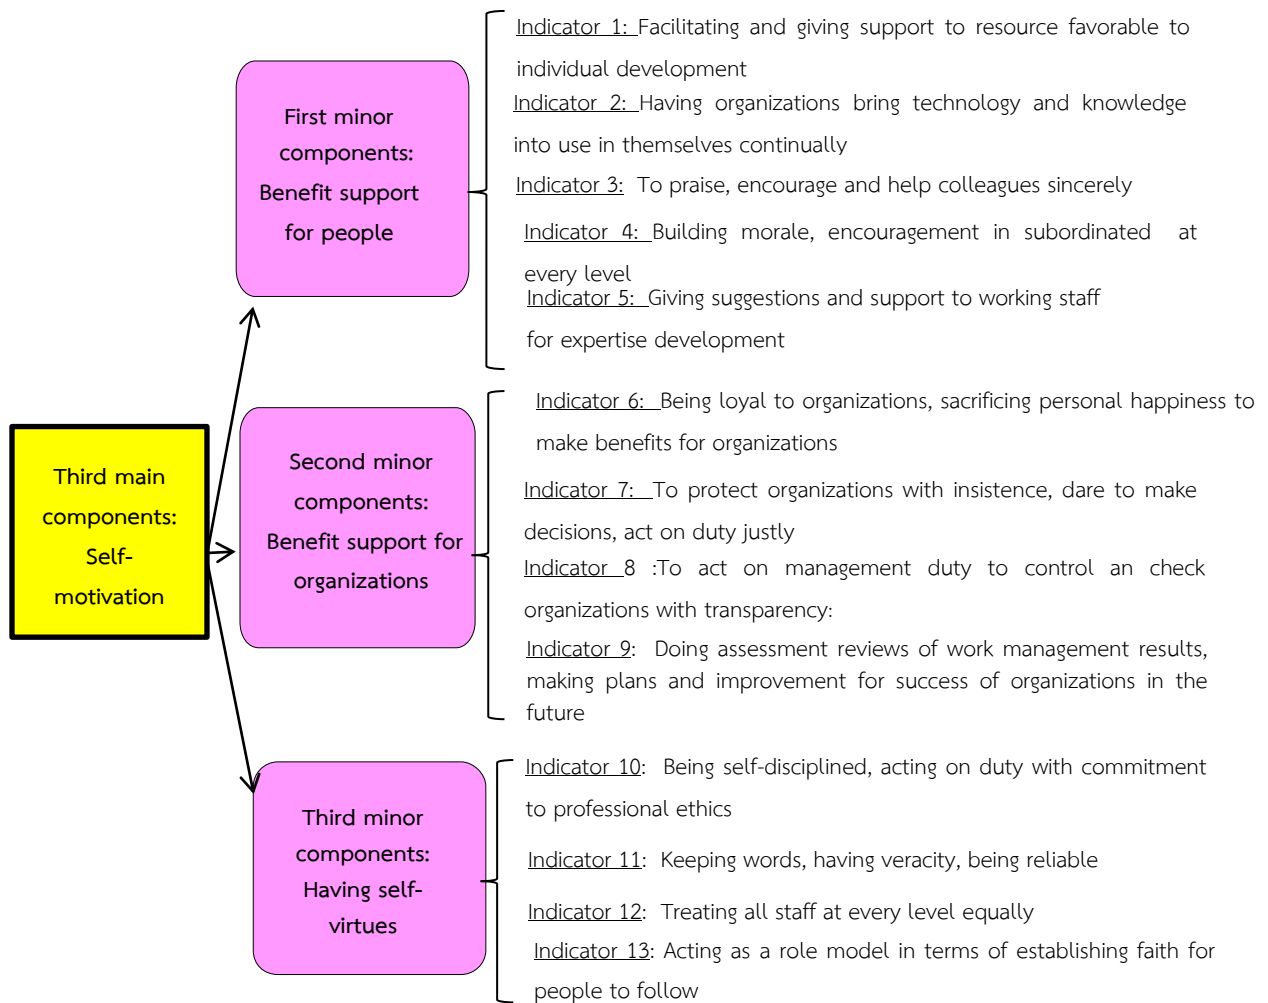 Third main
components:
Self-
motivation
First minor
components:
Benefit support
for people
Indicator 1: Facilitating and giving support to resource favorable to
individual development
Indicator 2: Having organizations bring technology and knowledge
into use in themselves continually
Indicator 3: To praise, encourage and help colleagues sincerely
Indicator 4: Building morale, encouragement in subordinated at
every level
Indicator 5: Giving suggestions and support to working staff
for expertise development
Second minor
components:
Benefit support for
organizations
Indicator 6: Being loyal to organizations, sacrificing personal happiness to
make benefits for organizations
Indicator 7: To protect organizations with insistence, dare to make
decisions, act on duty justly
Indicator 8 :To act on management duty to control an check
organizations with transparency:
Indicator 9: Doing assessment reviews of work management results,
making plans and improvement for success of organizations in the
future
Third minor
components:
Having self-
virtues
Indicator 10: Being self-disciplined, acting on duty with commitment
to professional ethics
Indicator 11: Keeping words, having veracity, being reliable
Indicator 12: Treating all staff at every level equally
Indicator 13: Acting as a role model in terms of establishing faith for
people to follow